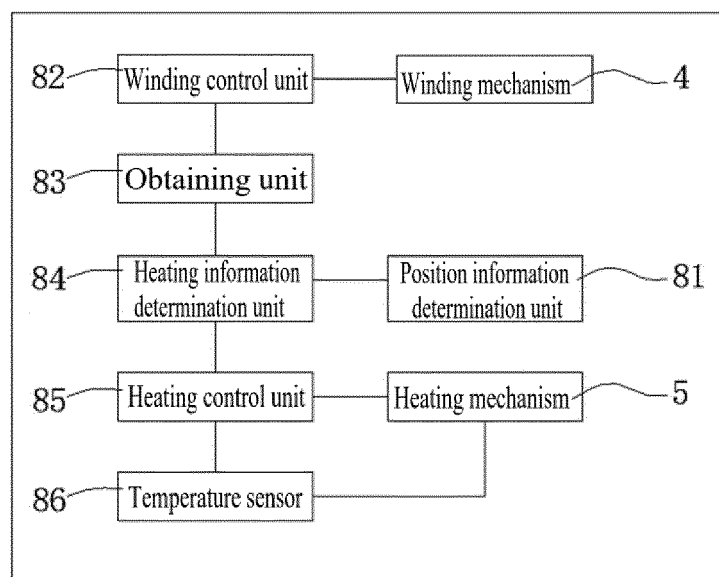 82 Winding control unit Winding mechanism 4
83 Obtaining unit
84 Heating information determination unit Position information determination unit 81
85 Heating control unit Heating mechanism 5
86 Temperature sensor